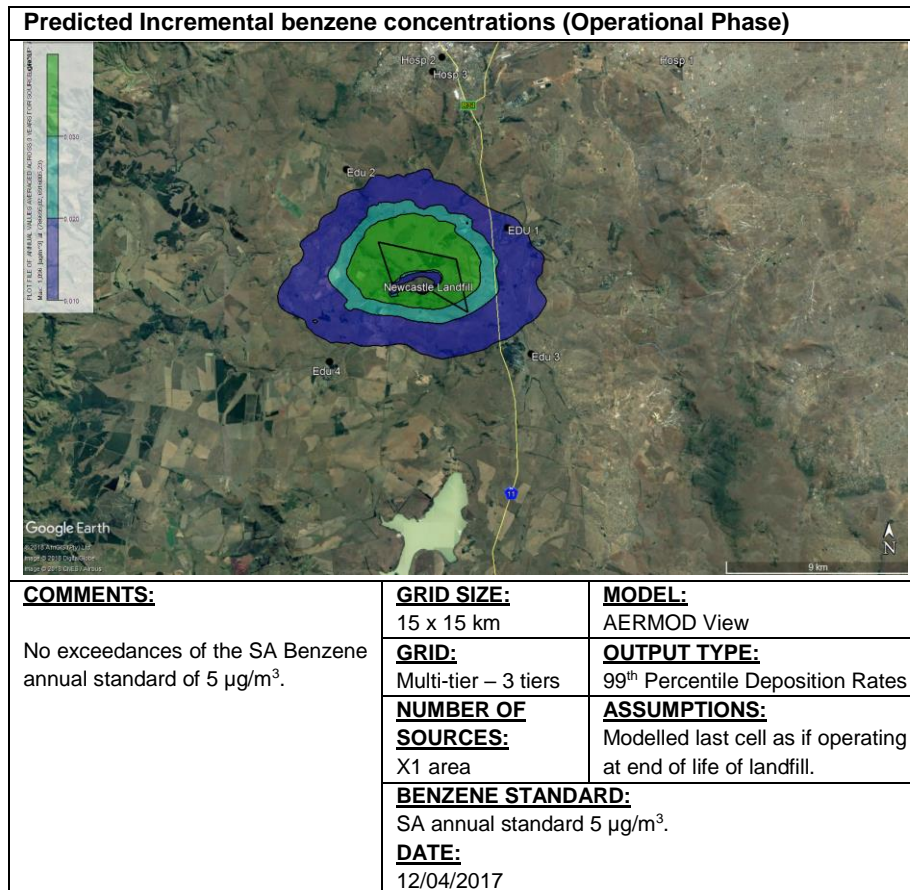 Predicted Incremental benzene concentrations (Operational Phase)
Hosp 2
Hosp 3
Hosp 1
Edu 2
EDU 1
Newcastle Landfill
Edu 3
Edu 4
11
0.030
0.020
0.010
Google Earth
9 km
N
COMMENTS:
No exceedances of the SA Benzene
annual standard of 5 µg/m³.
GRID SIZE:
15 x 15 km
GRID:
Multi-tier – 3 tiers
NUMBER OF
SOURCES:
X1 area
MODEL:
AERMOD View
OUTPUT TYPE:
99th Percentile Deposition Rates
ASSUMPTIONS:
Modelled last cell as if operating
at end of life of landfill.
BENZENE STANDARD:
SA annual standard 5 µg/m³.
DATE:
12/04/2017